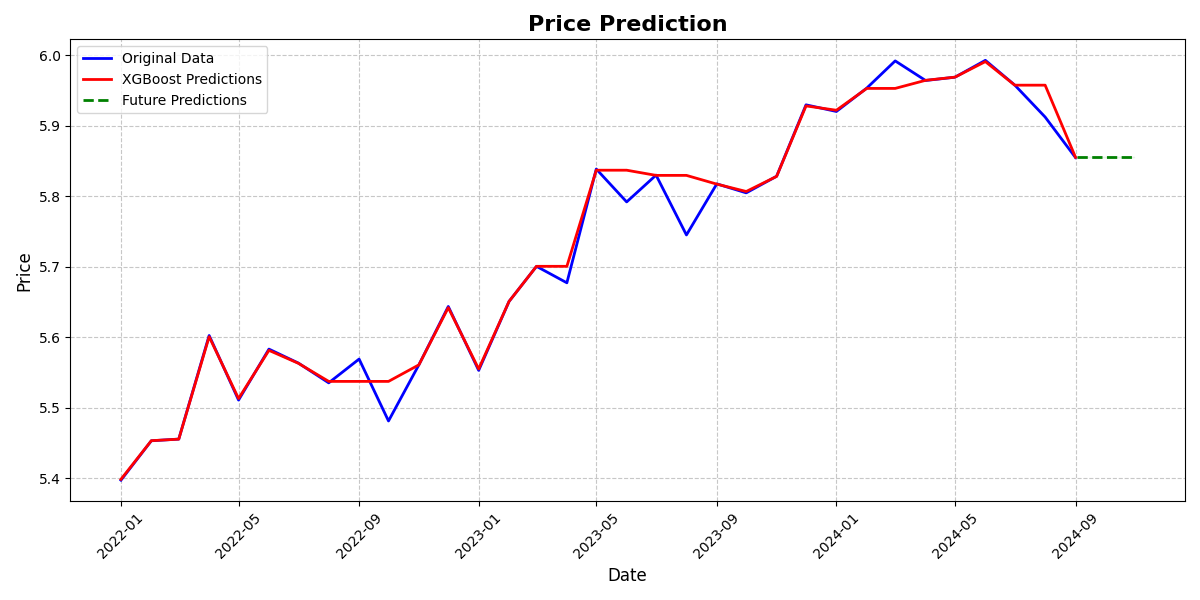 Price Prediction
Original Data
XGBoost Predictions
Future Predictions
Price
6.0
5.9
5.8
5.7
5.6
5.5
5.4
2022-01
2022-05
2022-09
2023-01
2023-05
2023-09
2024-01
2024-05
2024-09
Date